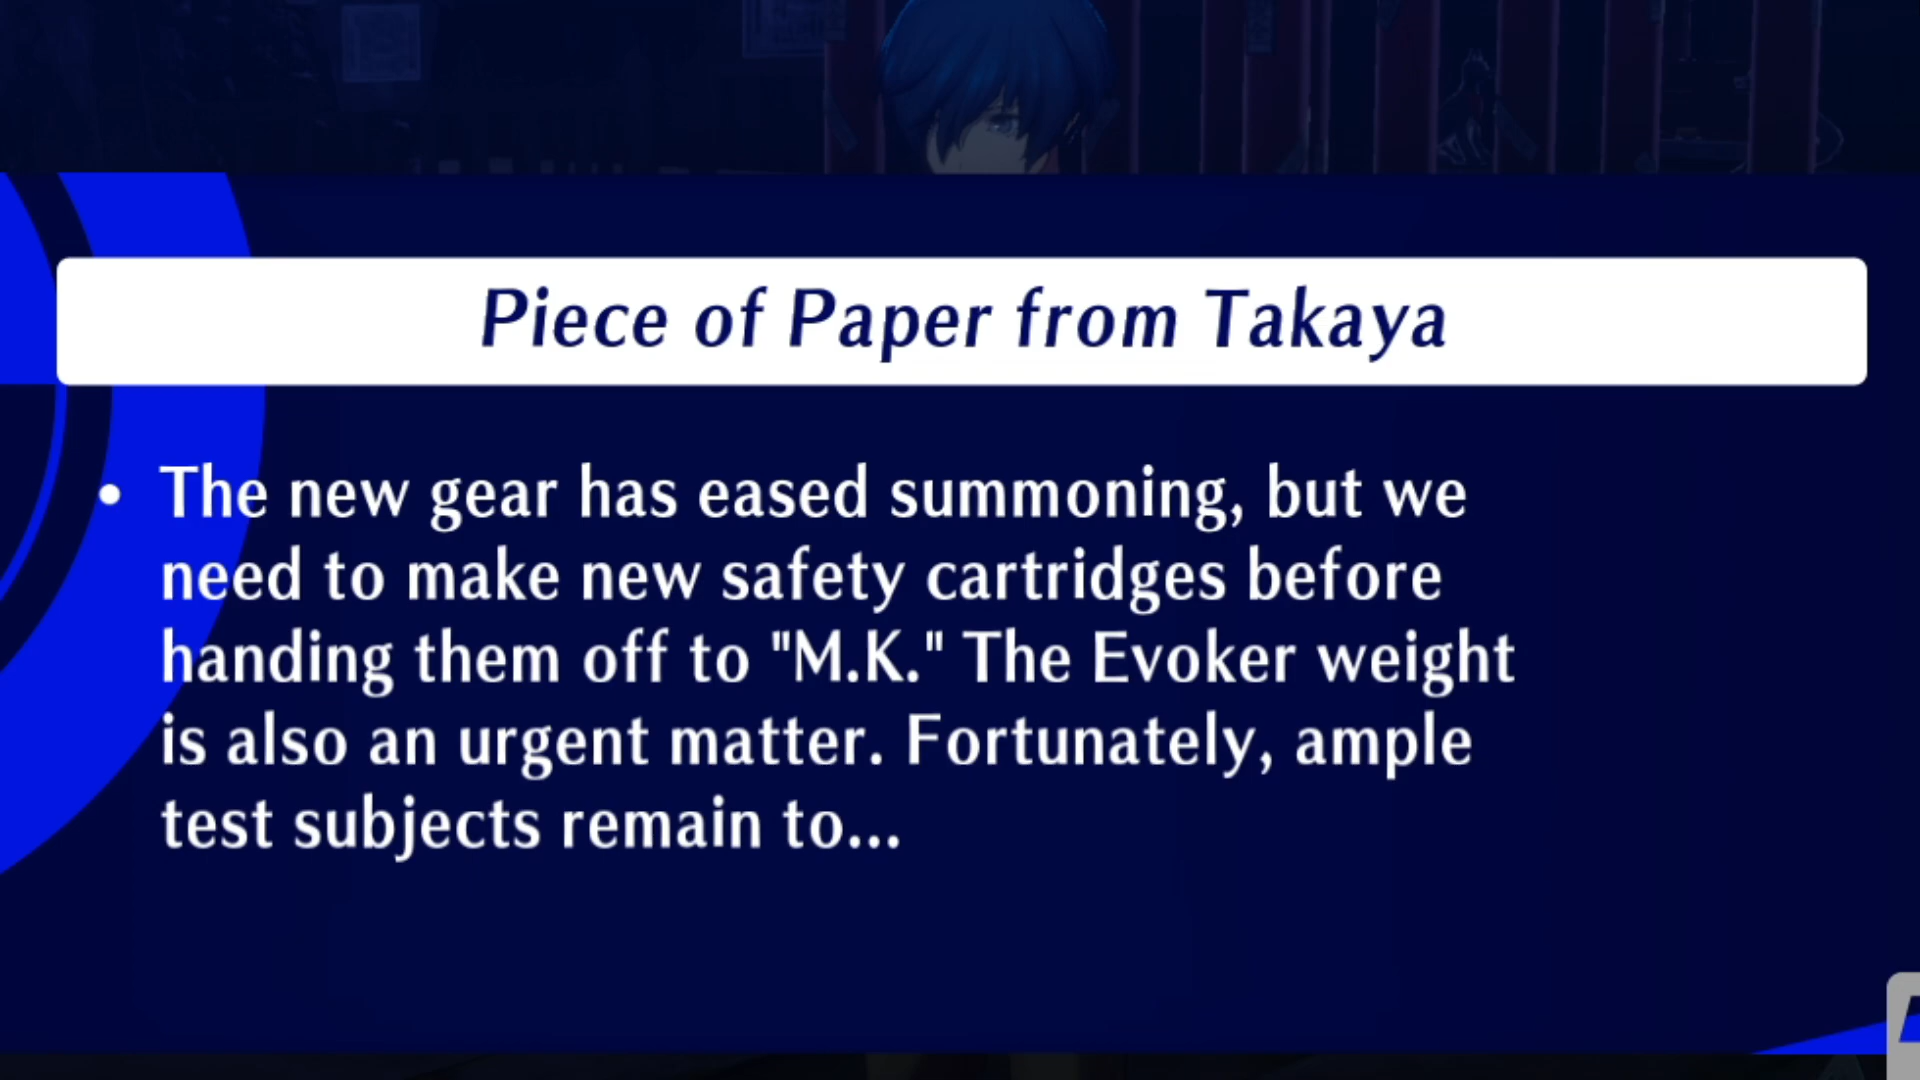 Piece of Paper from Takaya
• The new gear has eased summoning, but we
need to make new safety cartridges before
handing them off to "M.K." The Evoker weight
is also an urgent matter. Fortunately, ample
test subjects remain to...